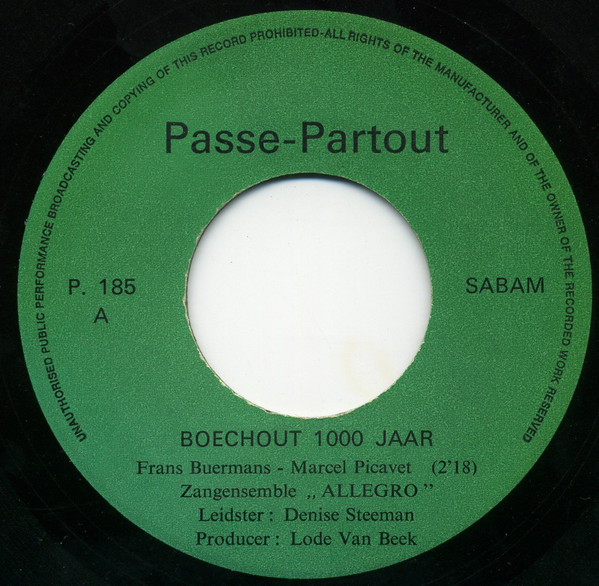 UNAUTHORISED PUBLIC PERFORMANCE BROADCASTING AND COPYING OF THIS RECORD PROHIBITED-ALL RIGHTS OF THE MANUFACTURER AND OF THE OWNER OF THE RECORDED WORK RESERVED
Passe-Partout
P. 185
SABAM
A
BOECHOUT 1000 JAAR
Frans Buermans - Marcel Picavet (2'18)
Zangensemble „ ALLEGRO ”
Leidster : Denise Steeman
Producer : Lode Van Beek